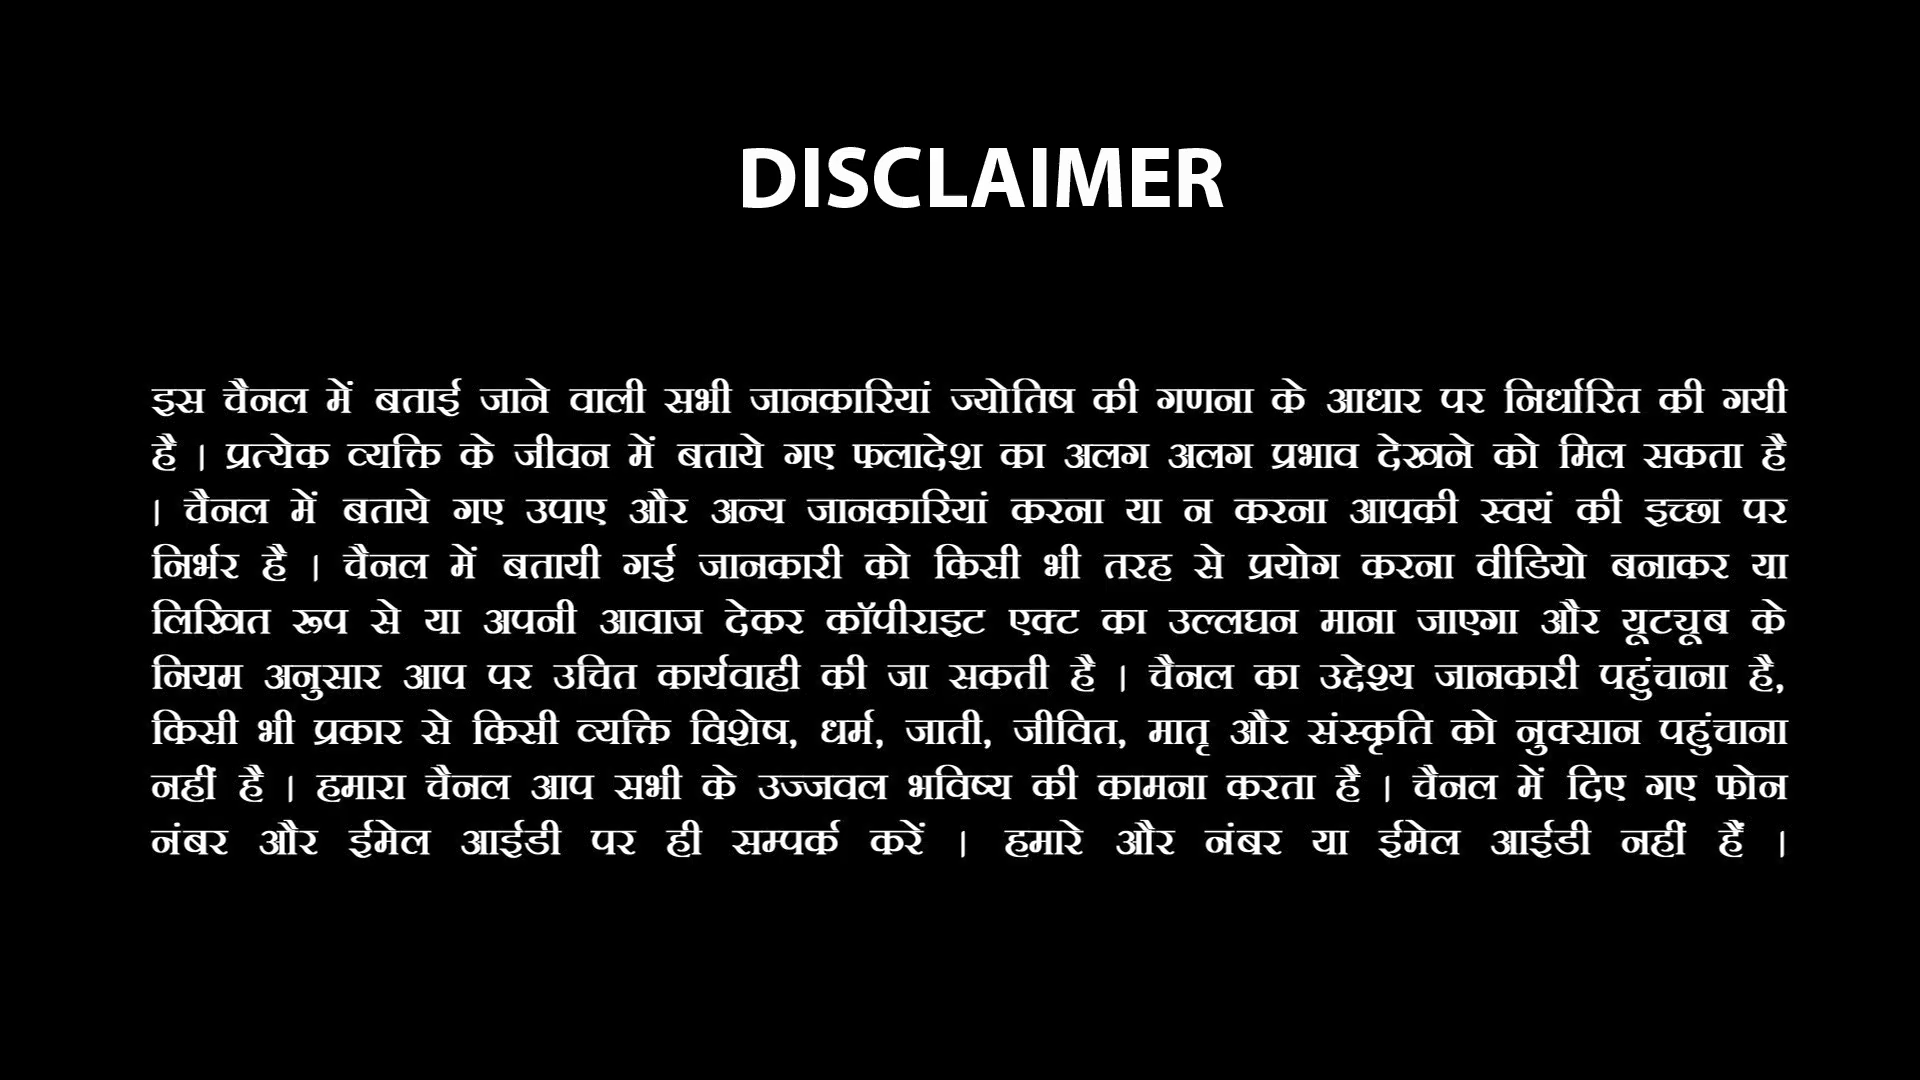 DISCLAIMER
इस चैनल में बताई जाने वाली सभी जानकारियां ज्योतिष की गणना के आधार पर निर्धारित की गयी
है । प्रत्येक व्यक्ति के जीवन में बताये गए फलादेश का अलग अलग प्रभाव देखने को मिल सकता है
। चैनल में बताये गए उपाए और अन्य जानकारियां करना या न करना आपकी स्वयं की इच्छा पर
निर्भर है । चैनल में बतायी गई जानकारी को किसी भी तरह से प्रयोग करना वीडियो बनाकर या
लिखित रूप से या अपनी आवाज देकर कॉपीराइट एक्ट का उल्लघन माना जाएगा और यूट्यूब के
नियम अनुसार आप पर उचित कार्यवाही की जा सकती है । चैनल का उद्देश्य जानकारी पहुंचाना है,
किसी भी प्रकार से किसी व्यक्ति विशेष, धर्म, जाती, जीवित, मातृ और संस्कृति को नुक्सान पहुंचाना
नहीं है । हमारा चैनल आप सभी के उज्जवल भविष्य की कामना करता है । चैनल में दिए गए फोन
नंबर और ईमेल आईडी पर ही सम्पर्क करें । हमारे और नंबर या ईमेल आईडी नहीं हैं ।